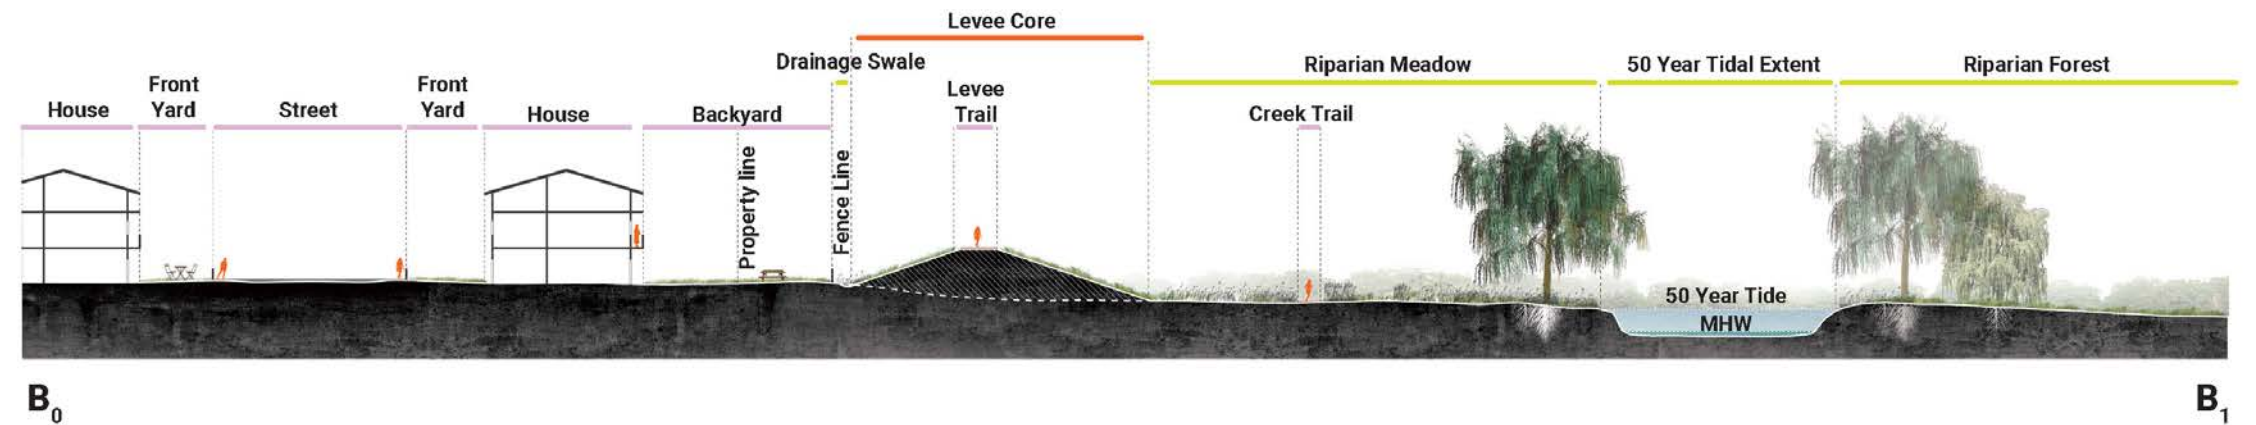 Levee Core
Drainage Swale
Riparian Meadow
50 Year Tidal Extent
Riparian Forest
House
Front
Yard
Street
Front
Yard
House
Backyard
Levee
Trail
Creek Trail
Property line
Fence Line
50 Year Tide
MHW
B0
B1